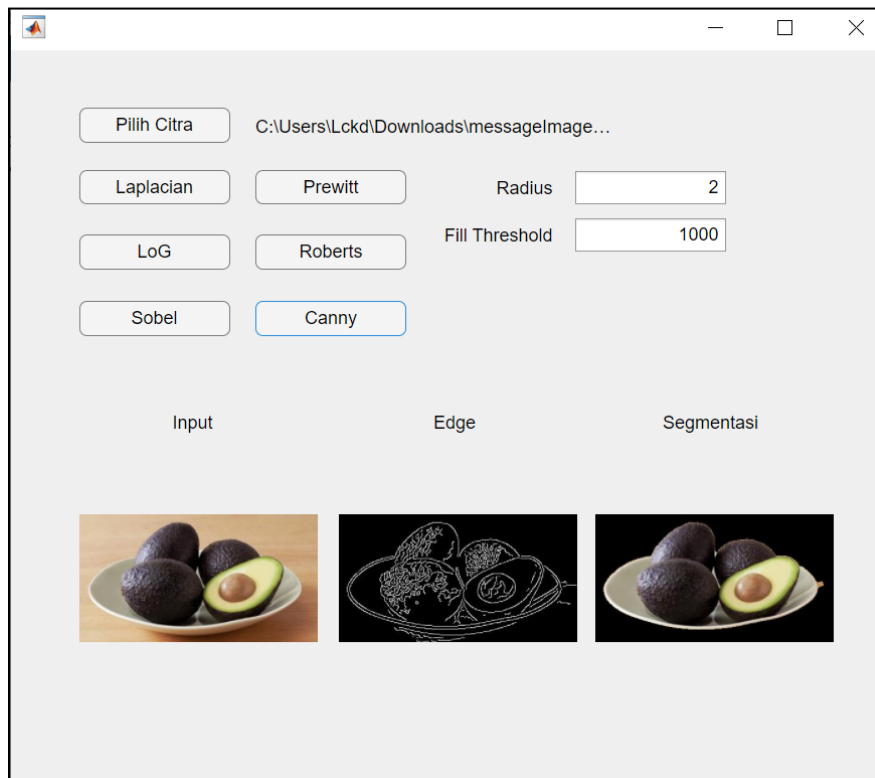 Pilih Citra
C:\Users\Lckd\Downloads\messageImage…
Laplacian
Prewitt
Radius
2
Fill Threshold
1000
LoG
Roberts
Sobel
Canny
Input
Edge
Segmentasi